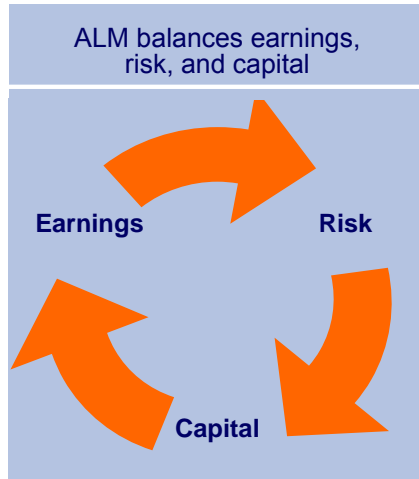 ALM balances earnings,
risk, and capital
Earnings
Risk
Capital